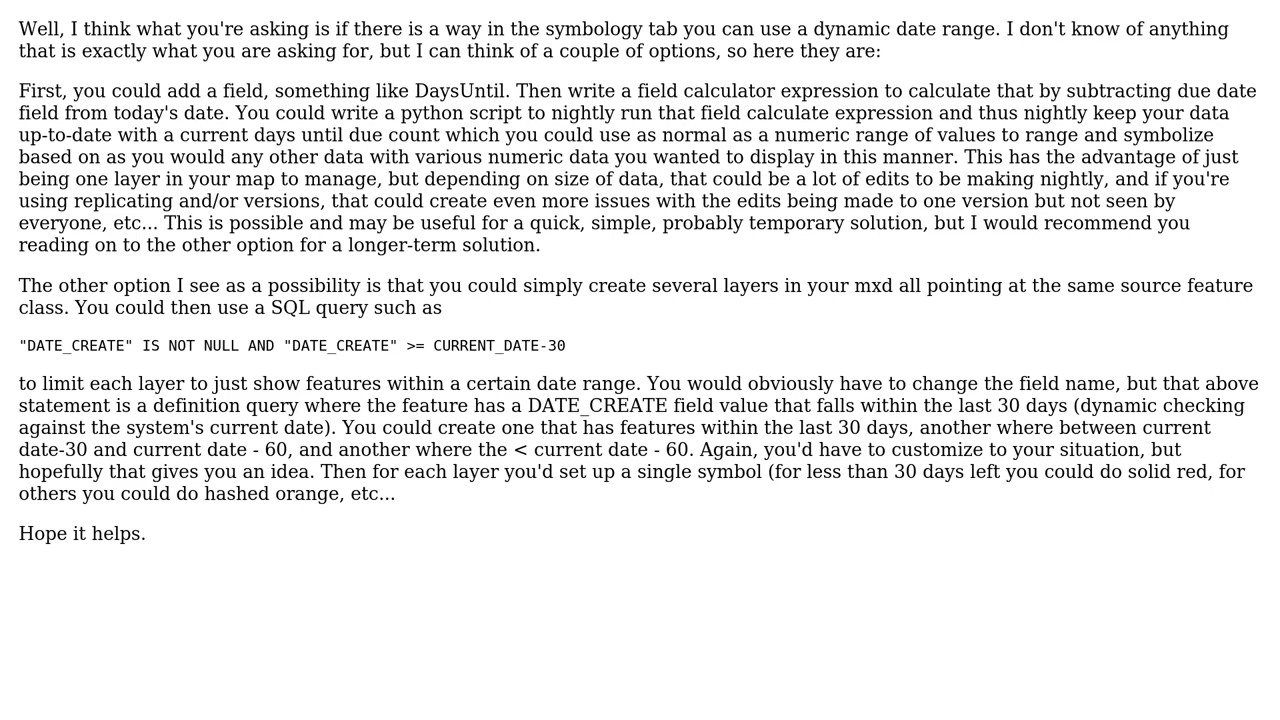 Well, I think what you're asking is if there is a way in the symbology tab you can use a dynamic date range. I don't know of anything
that is exactly what you are asking for, but I can think of a couple of options, so here they are:
First, you could add a field, something like DaysUntil. Then write a field calculator expression to calculate that by subtracting due date
field from today's date. You could write a python script to nightly run that field calculate expression and thus nightly keep your data
up-to-date with a current days until due count which you could use as normal as a numeric range of values to range and symbolize
based on as you would any other data with various numeric data you wanted to display in this manner. This has the advantage of just
being one layer in your map to manage, but depending on size of data, that could be a lot of edits to be making nightly, and if you're
using replicating and/or versions, that could create even more issues with the edits being made to one version but not seen by
everyone, etc... This is possible and may be useful for a quick, simple, probably temporary solution, but I would recommend you
reading on to the other option for a longer-term solution.
The other option I see as a possibility is that you could simply create several layers in your mxd all pointing at the same source feature
class. You could then use a SQL query such as
"DATE_CREATE" IS NOT NULL AND "DATE_CREATE" >= CURRENT_DATE-30
to limit each layer to just show features within a certain date range. You would obviously have to change the field name, but that above
statement is a definition query where the feature has a DATE_CREATE field value that falls within the last 30 days (dynamic checking
against the system's current date). You could create one that has features within the last 30 days, another where between current
date-30 and current date - 60, and another where the < current date - 60. Again, you'd have to customize to your situation, but
hopefully that gives you an idea. Then for each layer you'd set up a single symbol (for less than 30 days left you could do solid red, for
others you could do hashed orange, etc...
Hope it helps.